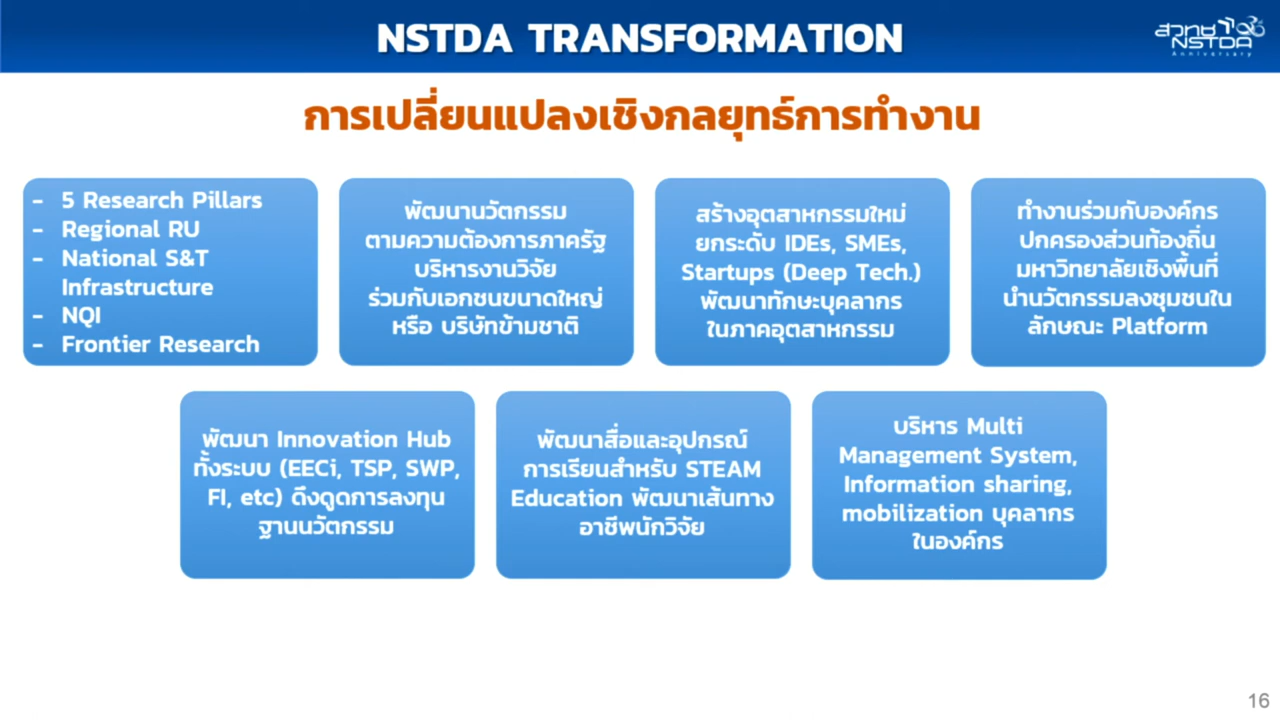 NSTDA TRANSFORMATION
สวทช
NSTDA
Anniversary
การเปลี่ยนแปลงเชิงกลยุทธ์การทำงาน
- 5 Research Pillars
- Regional RU
- National S&T
Infrastructure
- NQI
- Frontier Research
พัฒนานวัตกรรม
ตามความต้องการภาครัฐ
บริหารงานวิจัย
ร่วมกับเอกชนขนาดใหญ่
หรือ บริษัทข้ามชาติ
สร้างอุตสาหกรรมใหม่
ยกระดับ IDEs, SMEs,
Startups (Deep Tech.)
พัฒนาทักษะบุคลากร
ในภาคอุตสาหกรรม
ทำงานร่วมกับองค์กร
ปกครองส่วนท้องถิ่น
มหาวิทยาลัยเชิงพื้นที่
นำนวัตกรรมลงชุมชนใน
ลักษณะ Platform
พัฒนา Innovation Hub
ทั้งระบบ (EECi, TSP, SWP,
FI, etc) ดึงดูดการลงทุน
ฐานนวัตกรรม
พัฒนาสื่อและอุปกรณ์
การเรียนสำหรับ STEAM
Education พัฒนาเส้นทาง
อาชีพนักวิจัย
บริหาร Multi
Management System,
Information sharing,
mobilization บุคลากร
ในองค์กร
16